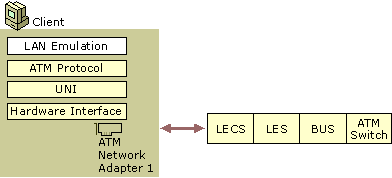 Client
LAN Emulation
ATM Protocol
UNI
Hardware Interface
ATM
Network
Adapter 1
LECS
LES
BUS
ATM
Switch